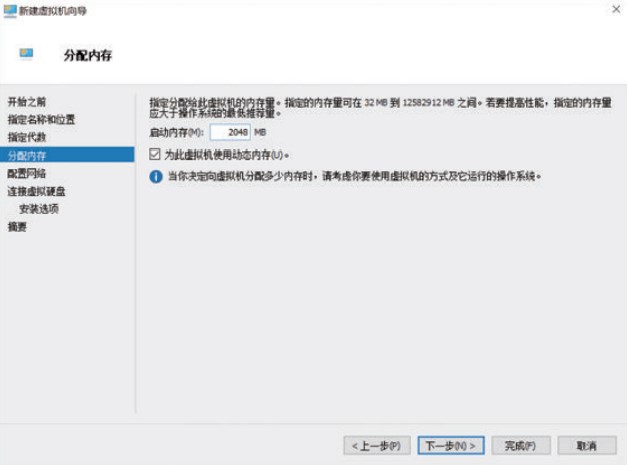 新建虚拟机向导
分配内存
开始之前
指定名称和位置
指定代数
分配内存
配置网络
连接虚拟硬盘
安装选项
摘要
指定分配给此虚拟机的内存量。指定的内存量可在 32 MB 到 12582912 MB 之间。若要提高性能，指定的内存量
应大于操作系统的最低推荐量。
启动内存(M): 2048 MB
为此虚拟机使用动态内存(U)。
当你决定向虚拟机分配多少内存时，请考虑你要使用虚拟机的方式及它运行的操作系统。
< 上一步(P) 下一步(N) > 完成(F) 取消